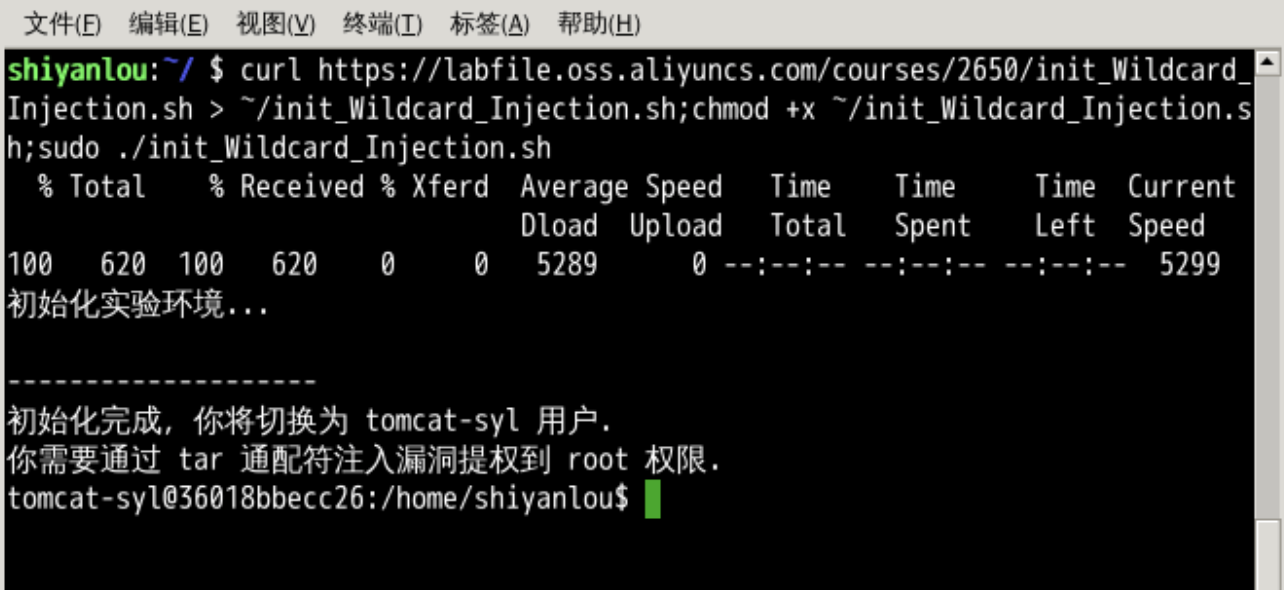 文件(F) 编辑(E) 视图(V) 终端(T) 标签(A) 帮助(H)
shiyanlou:~/ $ curl https://labfile.oss.aliyuncs.com/courses/2650/init_Wildcard_
Injection.sh > ~/init_Wildcard_Injection.sh;chmod +x ~/init_Wildcard_Injection.s
h;sudo ./init_Wildcard_Injection.sh
  % Total    % Received % Xferd  Average Speed   Time    Time     Time  Current
                                 Dload  Upload   Total   Spent    Left  Speed
100   620  100   620    0     0   5289      0 --:--:-- --:--:-- --:--:--  5299
初始化实验环境...
--------------------
初始化完成, 你将切换为 tomcat-syl 用户.
你需要通过 tar 通配符注入漏洞提权到 root 权限.
tomcat-syl@36018bbecc26:/home/shiyanlou$